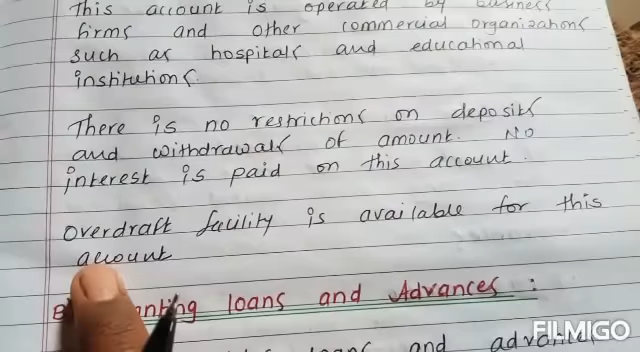 This account is operated by business
firms and other commercial organizations
such as hospitals and educational
institutions.
There is no restrictions on deposits
and withdrawals of amount. No
interest is paid on this account.
Overdraft facility is available for this
account
loans and Advances :
loans and advances
FILMIGO